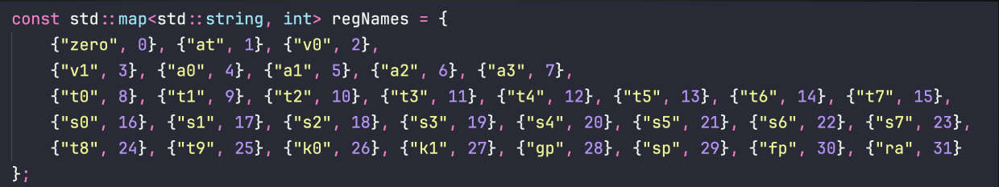 const std::map<std::string, int> regNames = {
    {"zero", 0}, {"at", 1}, {"v0", 2},
    {"v1", 3}, {"a0", 4}, {"a1", 5}, {"a2", 6}, {"a3", 7},
    {"t0", 8}, {"t1", 9}, {"t2", 10}, {"t3", 11}, {"t4", 12}, {"t5", 13}, {"t6", 14}, {"t7", 15},
    {"s0", 16}, {"s1", 17}, {"s2", 18}, {"s3", 19}, {"s4", 20}, {"s5", 21}, {"s6", 22}, {"s7", 23},
    {"t8", 24}, {"t9", 25}, {"k0", 26}, {"k1", 27}, {"gp", 28}, {"sp", 29}, {"fp", 30}, {"ra", 31}
};